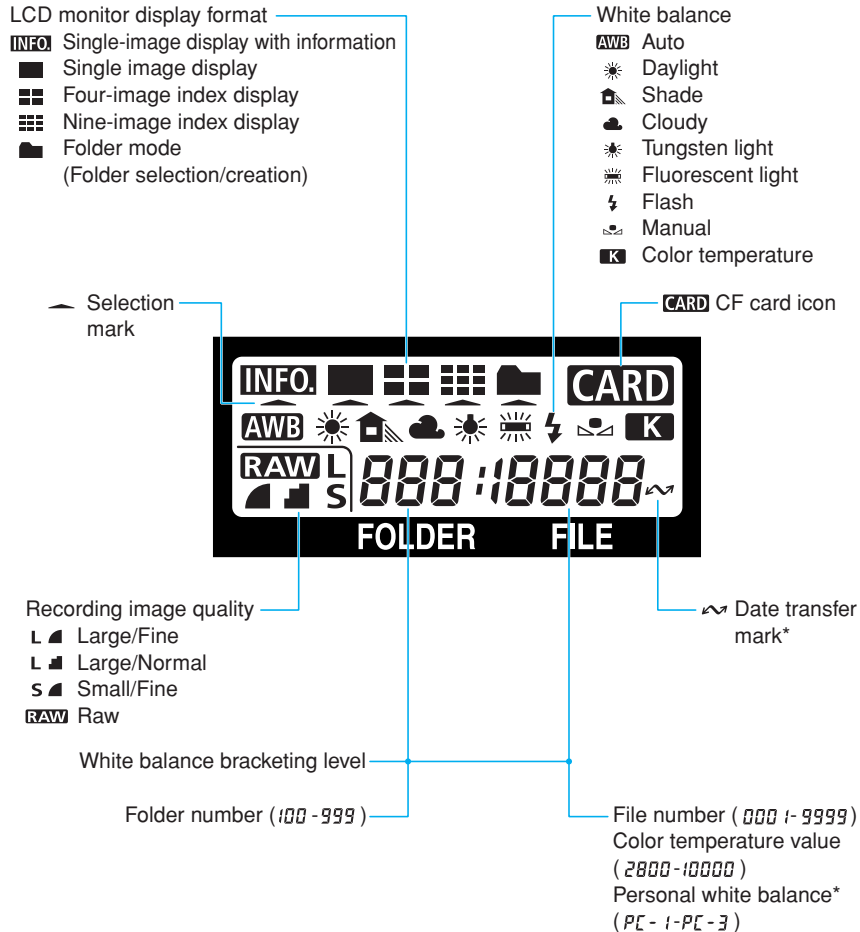 LCD monitor display format
INFO. Single-image display with information
Single image display
Four-image index display
Nine-image index display
Folder mode
(Folder selection/creation)
White balance
AWB Auto
Daylight
Shade
Cloudy
Tungsten light
Fluorescent light
Flash
Manual
K Color temperature
Selection
mark
CARD CF card icon
INFO. CARD
AWB K
RAW L
S 888:18888
FOLDER FILE
Recording image quality
L Large/Fine
L Large/Normal
S Small/Fine
RAW Raw
Date transfer
mark*
White balance bracketing level
Folder number (100-999)
File number (0001-9999)
Color temperature value
(2800-10000)
Personal white balance*
(PC-1-PC-3)